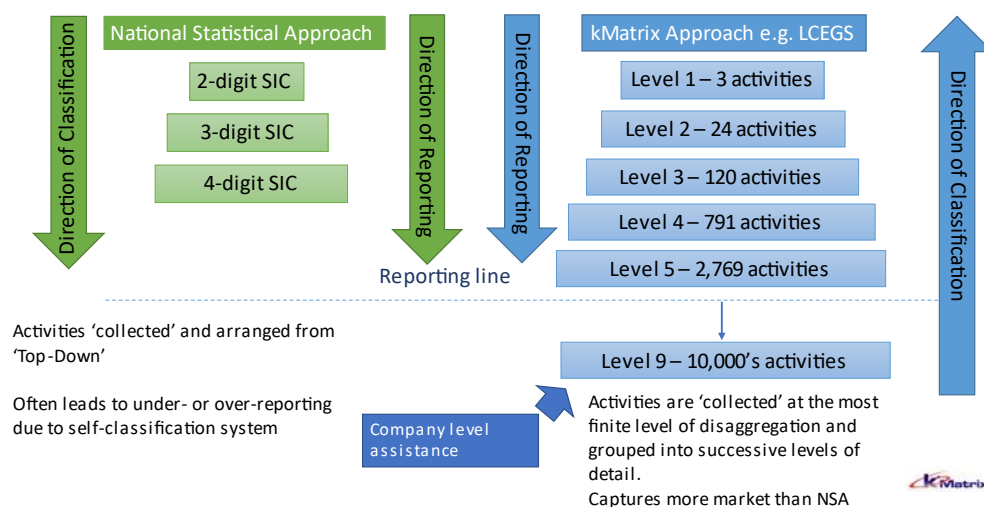 Direction of Classification
National Statistical Approach
2-digit SIC
3-digit SIC
4-digit SIC
Direction of Reporting
Direction of Reporting
kMatrix Approach e.g. LCEGS
Level 1 – 3 activities
Level 2 – 24 activities
Level 3 – 120 activities
Level 4 – 791 activities
Level 5 – 2,769 activities
Direction of Classification
Reporting line
Activities ‘collected’ and arranged from
‘Top-Down’
Often leads to under- or over-reporting
due to self-classification system
Level 9 – 10,000’s activities
Company level
assistance
Activities are ‘collected’ at the most
finite level of disaggregation and
grouped into successive levels of
detail.
Captures more market than NSA
kMatrix